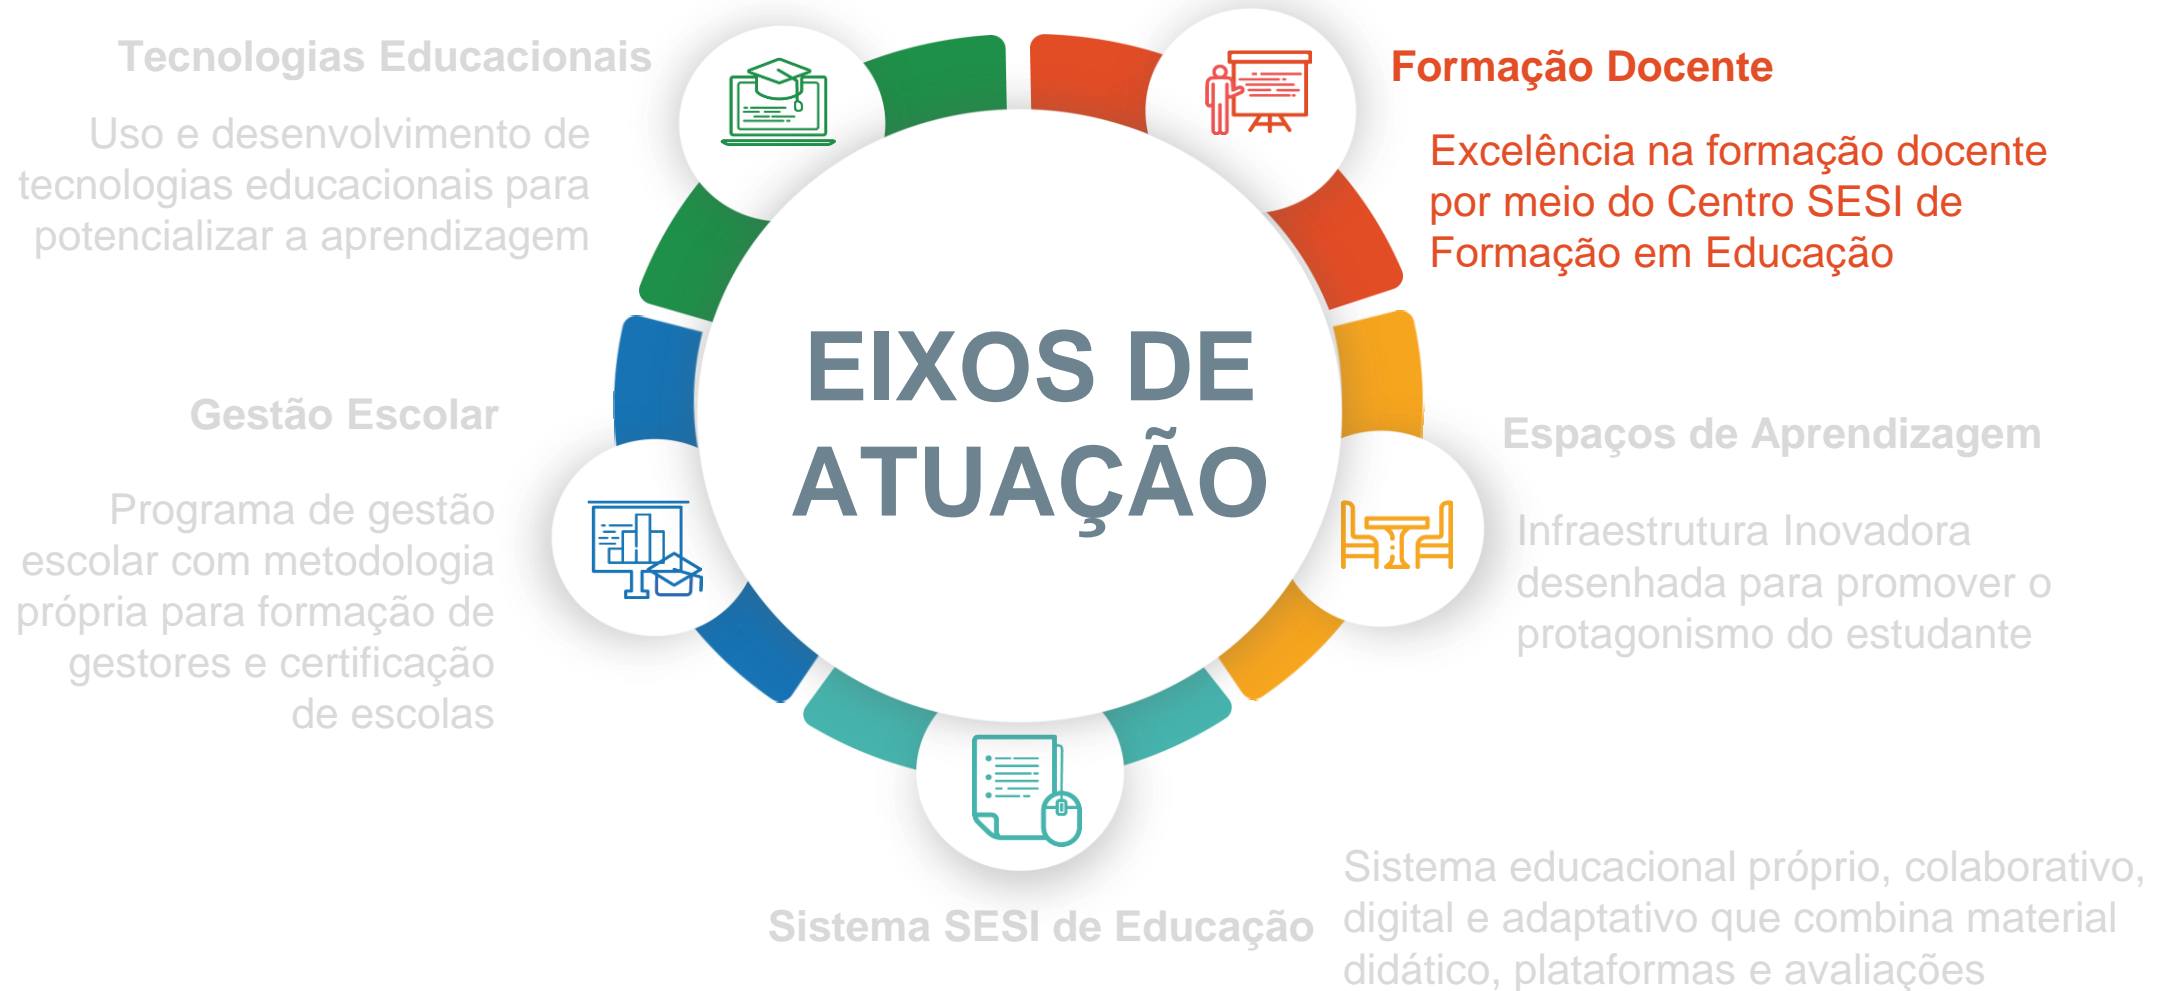 Tecnologias Educacionais
Uso e desenvolvimento de
tecnologias educacionais para
potencializar a aprendizagem
Formação Docente
Excelência na formação docente
por meio do Centro SESI de
Formação em Educação
EIXOS DE
ATUAÇÃO
Gestão Escolar
Programa de gestão
escolar com metodologia
própria para formação de
gestores e certificação
de escolas
Espaços de Aprendizagem
Infraestrutura Inovadora
desenhada para promover o
protagonismo do estudante
Sistema SESI de Educação
Sistema educacional próprio, colaborativo,
digital e adaptativo que combina material
didático, plataformas e avaliações